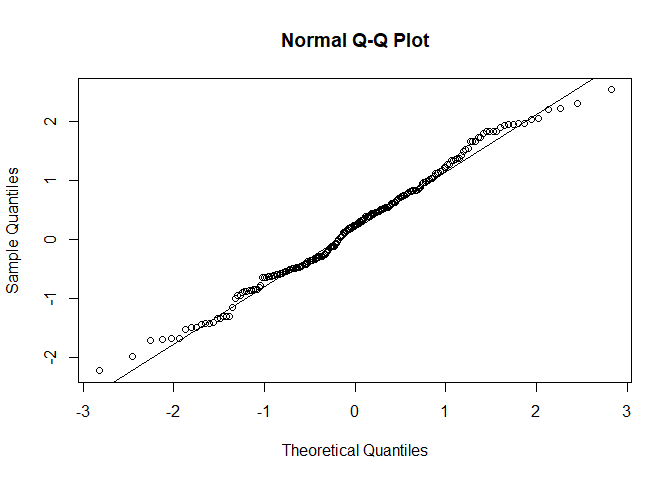 Normal Q-Q Plot
Sample Quantiles
2
1
0
-1
-2
-3 -2 -1 0 1 2 3
Theoretical Quantiles